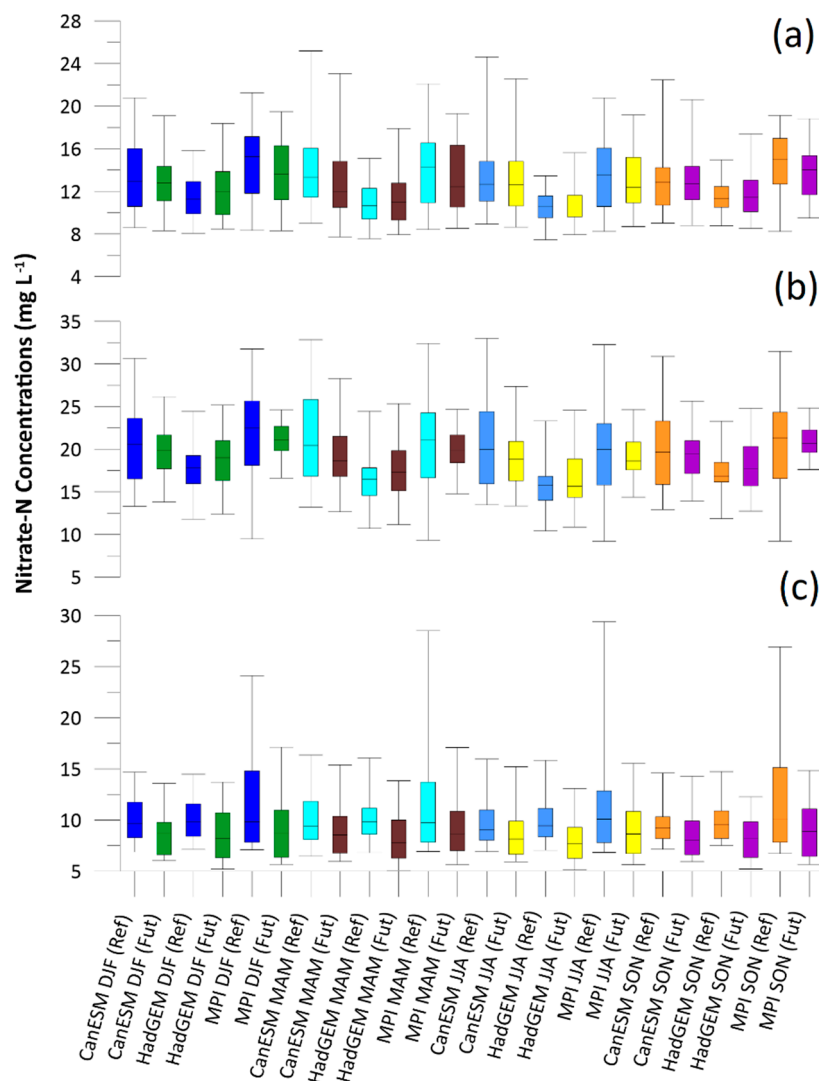 (a)
28
24
20
16
12
8
4
(b)
35
30
25
20
15
10
5
(c)
30
25
20
15
10
5
Nitrate-N Concentrations (mg L⁻¹)
CanESM DJF (Ref)
CanESM DJF (Fut)
HadGEM DJF (Ref)
HadGEM DJF (Fut)
MPI DJF (Ref)
MPI DJF (Fut)
CanESM MAM (Ref)
CanESM MAM (Fut)
HadGEM MAM (Ref)
HadGEM MAM (Fut)
MPI MAM (Ref)
MPI MAM (Fut)
CanESM JJA (Ref)
CanESM JJA (Fut)
HadGEM JJA (Ref)
HadGEM JJA (Fut)
MPI JJA (Ref)
MPI JJA (Fut)
CanESM SON (Ref)
CanESM SON (Fut)
HadGEM SON (Ref)
HadGEM SON (Fut)
MPI SON (Ref)
MPI SON (Fut)